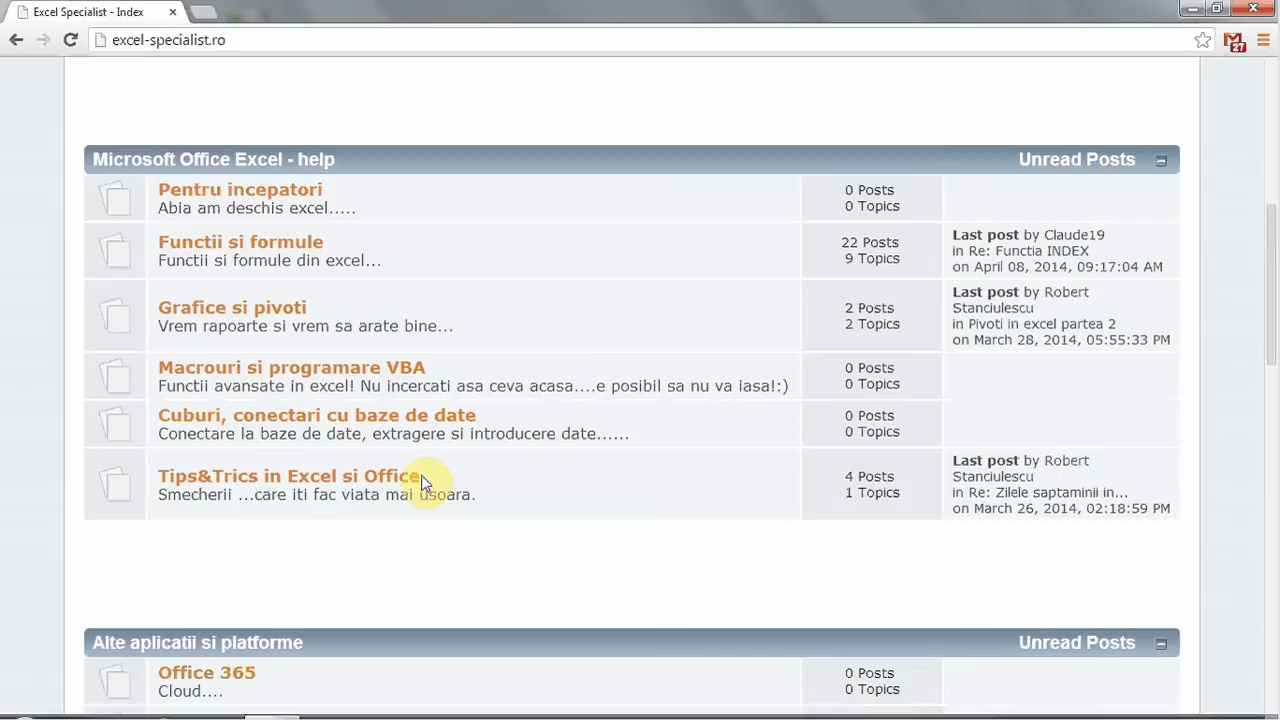 Excel Specialist - Index
excel-specialist.ro
27
Microsoft Office Excel - help
Unread Posts
Pentru incepatori
Abia am deschis excel.....
0 Posts
0 Topics
Functii si formule
Functii si formule din excel...
22 Posts
9 Topics
Last post by Claude19
in Re: Functia INDEX
on April 08, 2014, 09:17:04 AM
Grafice si pivoti
Vrem rapoarte si vrem sa arate bine...
2 Posts
2 Topics
Last post by Robert
Stanciulescu
in Pivoti in excel partea 2
on March 28, 2014, 05:55:33 PM
Macrouri si programare VBA
Functii avansate in excel! Nu incercati asa ceva acasa....e posibil sa nu va iasa!:)
0 Posts
0 Topics
Cuburi, conectari cu baze de date
Conectare la baze de date, extragere si introducere date......
0 Posts
0 Topics
Tips&Trics in Excel si Office
Smecherii ...care iti fac viata mai usoara.
4 Posts
1 Topics
Last post by Robert
Stanciulescu
in Re: Zilele saptaminii in...
on March 26, 2014, 02:18:59 PM
Alte aplicatii si platforme
Unread Posts
Office 365
Cloud....
0 Posts
0 Topics